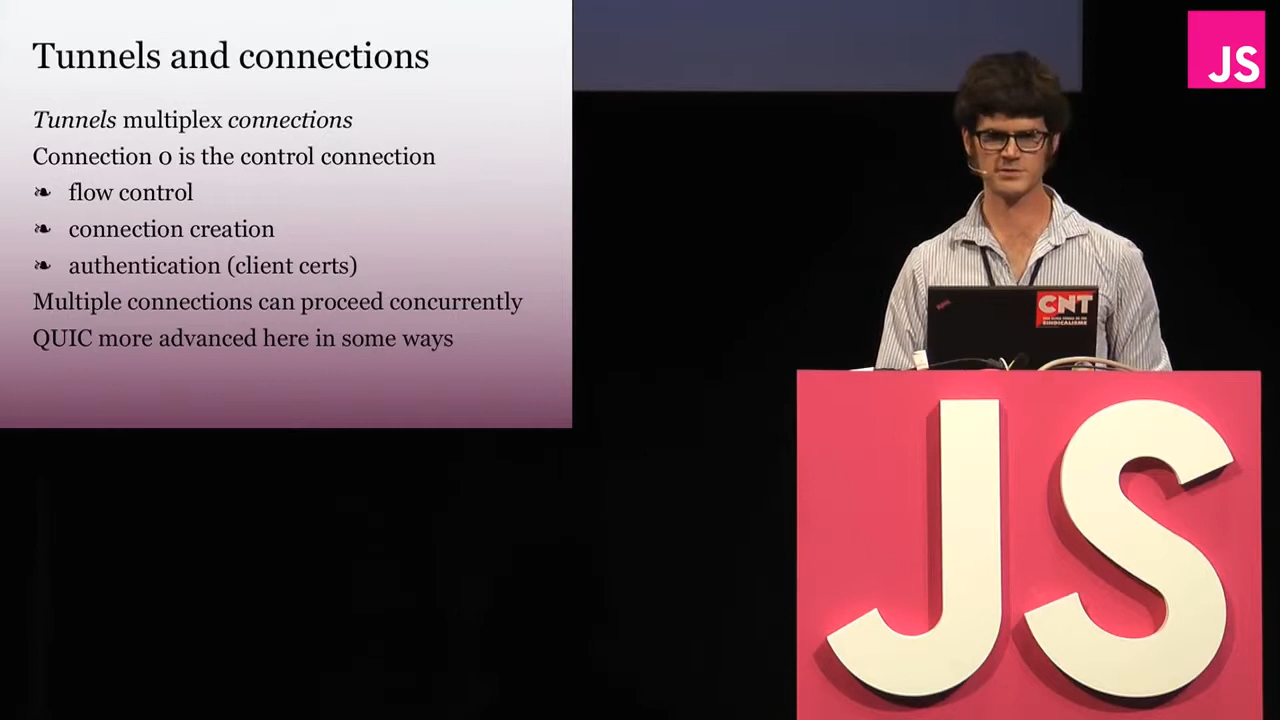 Tunnels and connections
Tunnels multiplex connections
Connection 0 is the control connection
❧ flow control
❧ connection creation
❧ authentication (client certs)
Multiple connections can proceed concurrently
QUIC more advanced here in some ways
JS
CNT
SINDICALISME
JS